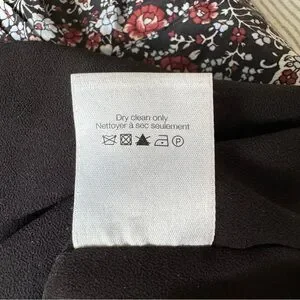 Dry clean only
Nettoyer à sec seulement
P